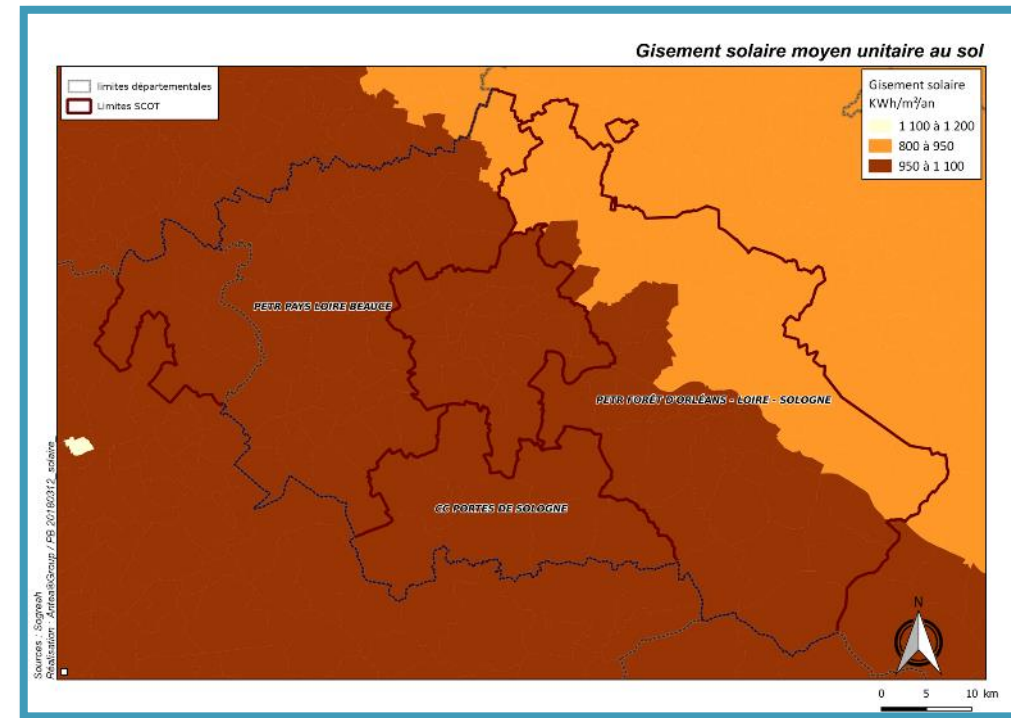 Gisement solaire moyen unitaire au sol
limites départementales
Limites SCOT
Gisement solaire
KWh/m²/an
1 100 à 1 200
800 à 950
950 à 1 100
PETR PAYS LOIRE BEAUCE
PETR FORÊT D'ORLÉANS - LOIRE - SOLOGNE
CC PORTES DE SOLOGNE
Sources : Sogreah
Réalisation : Antea®Group / PB 20180312_solaire
N
0 5 10 km